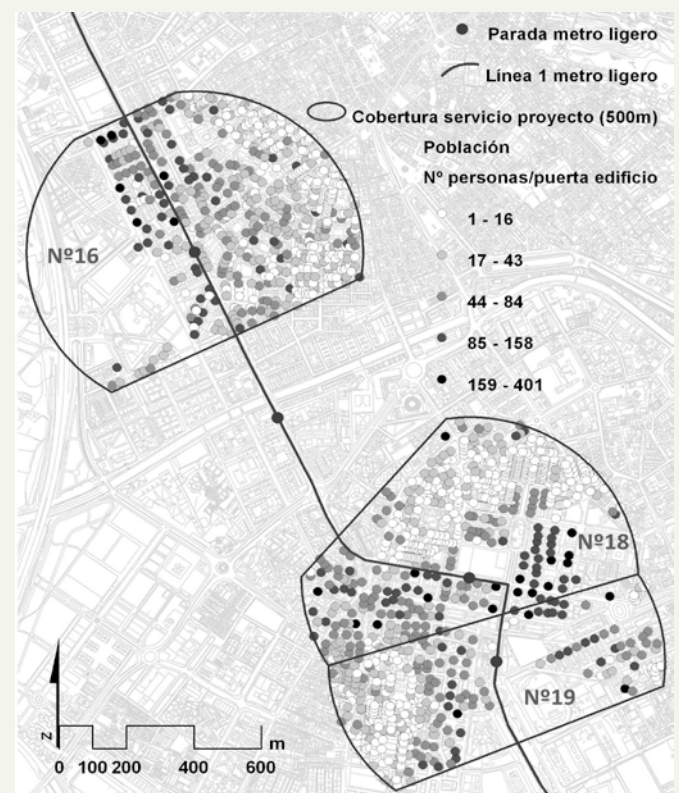 Parada metro ligero
Línea 1 metro ligero
Cobertura servicio proyecto (500m)
Población
Nº personas/puerta edificio
1 - 16
17 - 43
44 - 84
85 - 158
159 - 401
Nº16
Nº18
Nº19
N
m
0 100 200 400 600